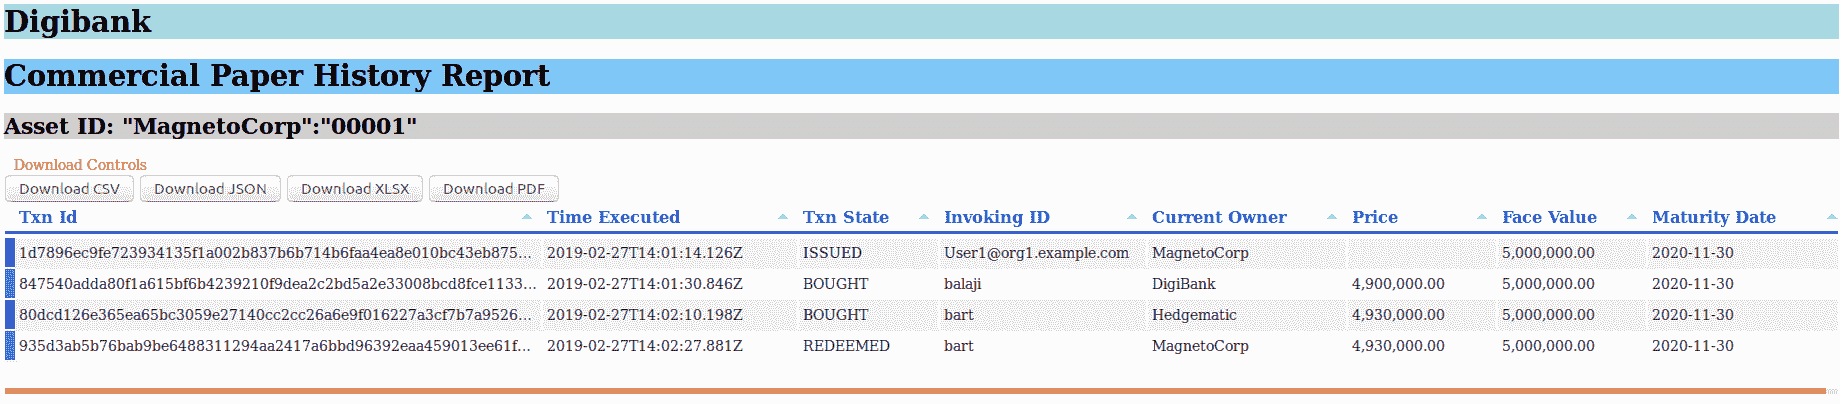 Digibank
Commercial Paper History Report
Asset ID: "MagnetoCorp":"00001"
Download Controls
Download CSV Download JSON Download XLSX Download PDF
Txn Id Time Executed Txn State Invoking ID Current Owner Price Face Value Maturity Date
1d7896ec9fe723934135f1a002b837b6b714b6faa4ea8e010bc43eb875... 2019-02-27T14:01:14.126Z ISSUED User1@org1.example.com MagnetoCorp 5,000,000.00 2020-11-30
847540adda80f1a615bf6b4239210f9dea2c2bd5a2e33008bcd8fce1133... 2019-02-27T14:01:30.846Z BOUGHT balaji DigiBank 4,900,000.00 5,000,000.00 2020-11-30
80dcd126e365ea65bc3059e27140cc2cc26a6e9f016227a3cf7b7a9526... 2019-02-27T14:02:10.198Z BOUGHT bart Hedgematic 4,930,000.00 5,000,000.00 2020-11-30
935d3ab5b76bab9be6488311294aa2417a6bbd96392eaa459013ee61f... 2019-02-27T14:02:27.881Z REDEEMED bart MagnetoCorp 4,930,000.00 5,000,000.00 2020-11-30